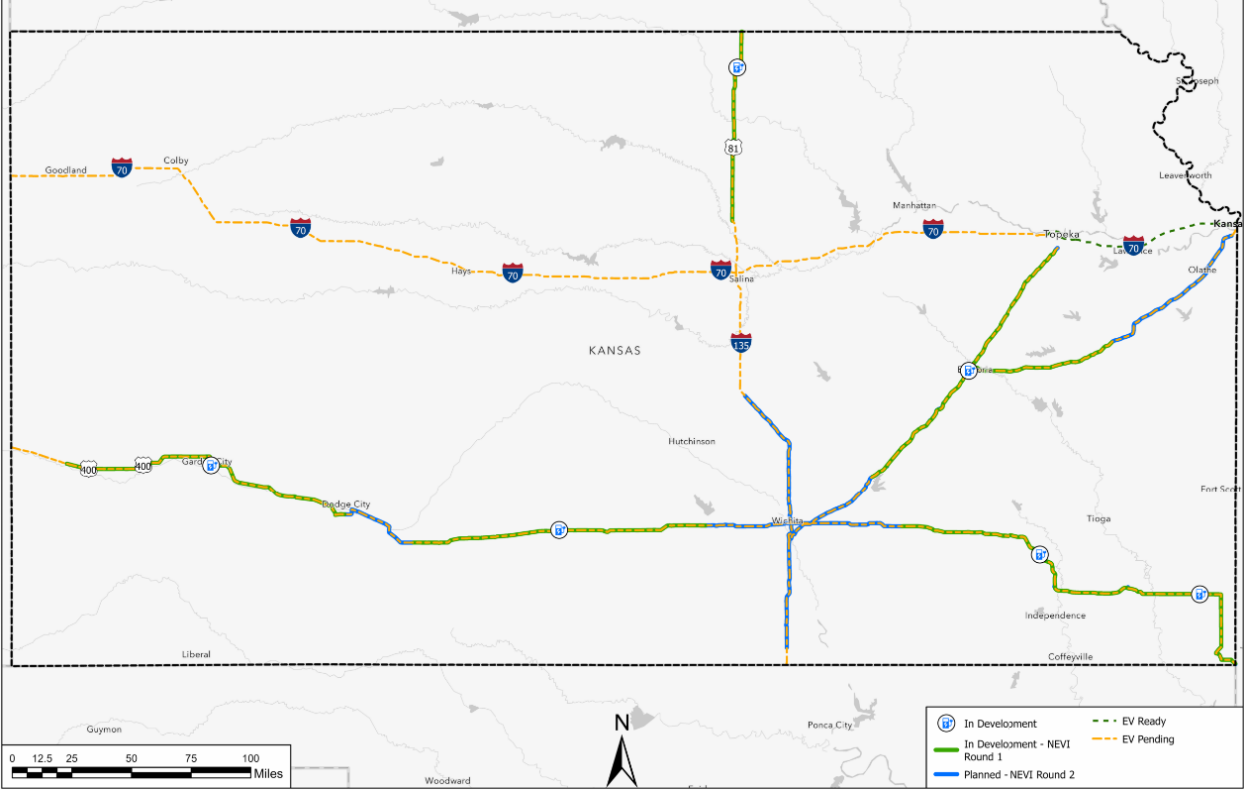 St. Joseph
81
Colby
70
Goodland
Leavenworth
Manhattan
70
70
Topeka
70
Lawrence
Kansa
Hays
70
70
Salina
Olathe
135
KANSAS
Emporia
Hutchinson
400
400
Garden City
Fort Scott
Dodge City
Wichita
Tioga
Independence
Liberal
Coffeyville
Guymon
N
Ponca City
Woodward
0 12.5 25 50 75 100
Miles
In Development
EV Ready
In Development - NEVI
Round 1
EV Pending
Planned - NEVI Round 2